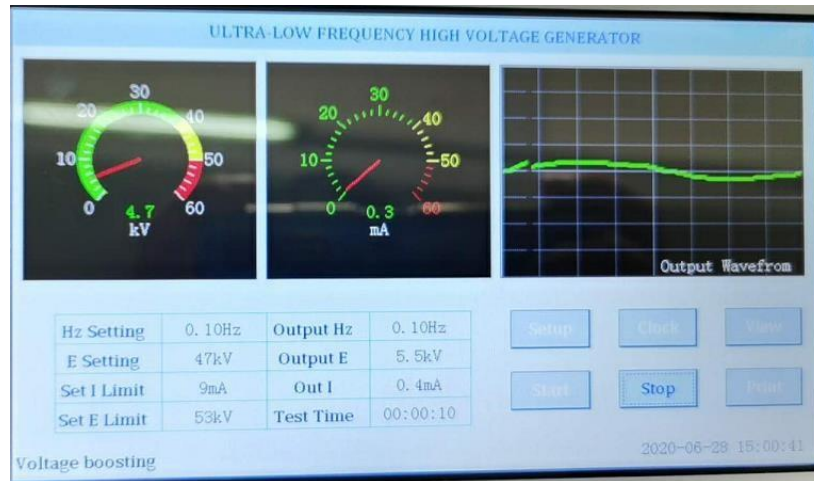 ULTRA-LOW FREQUENCY HIGH VOLTAGE GENERATOR
0 10 20 30 40 50 60
4.7
kV
0 10 20 30 40 50 60
0.3
mA
Output Wavefrom
Hz Setting 0.10Hz Output Hz 0.10Hz
E Setting 47kV Output E 5.5kV
Set I Limit 9mA Out I 0.4mA
Set E Limit 53kV Test Time 00:00:10
Setup Clock View
Start Stop Print
Voltage boosting
2020-06-28 15:00:41